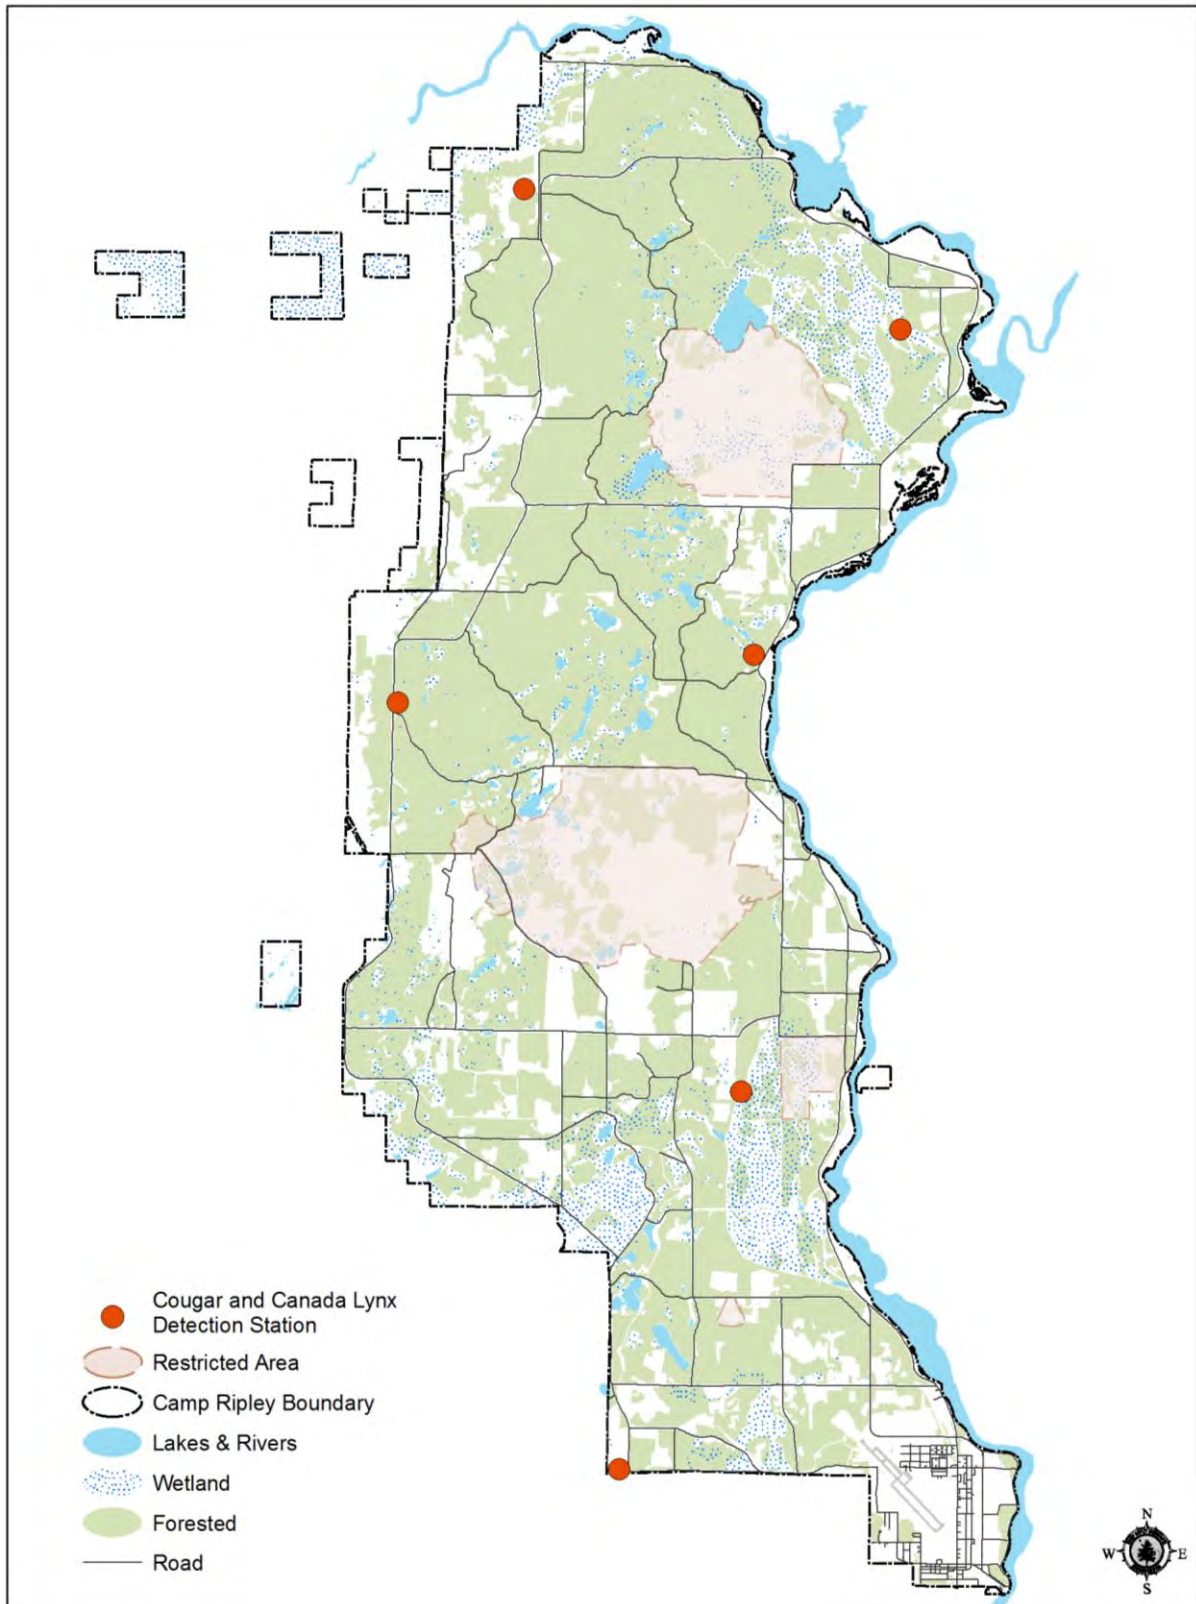 Cougar and Canada Lynx
Detection Station
Restricted Area
Camp Ripley Boundary
Lakes & Rivers
Wetland
Forested
Road
N
W E
S